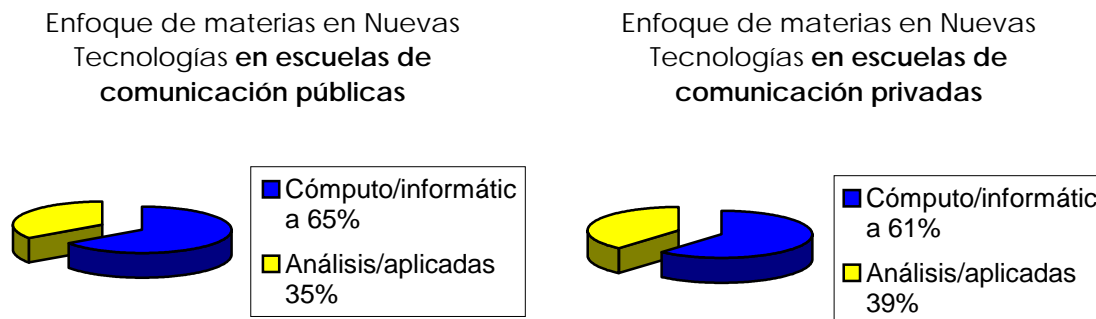 Enfoque de materias en Nuevas
Tecnologías en escuelas de
comunicación públicas
Cómputo/informátic
a 65%
Análisis/aplicadas
35%
Enfoque de materias en Nuevas
Tecnologías en escuelas de
comunicación privadas
Cómputo/informátic
a 61%
Análisis/aplicadas
39%